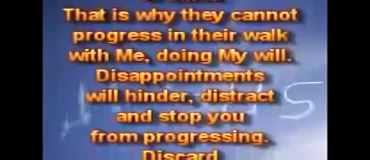 That is why they cannot
progress in their walk
with Me, doing My will.
Disappointments
will hinder, distract
and stop you
from progressing.
Discard